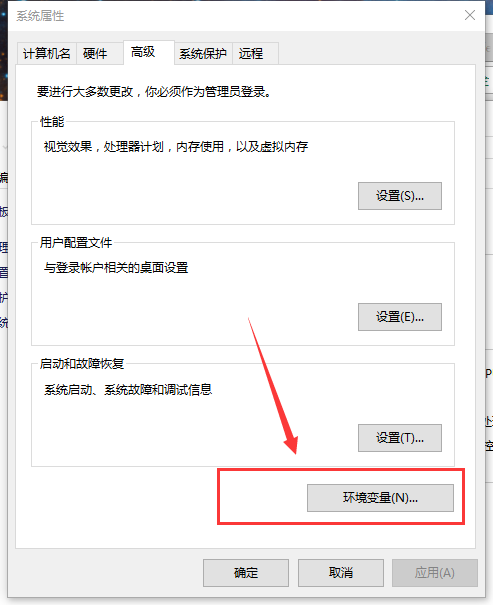 系统属性
计算机名 硬件 高级 系统保护 远程
要进行大多数更改，你必须作为管理员登录。
性能
视觉效果，处理器计划，内存使用，以及虚拟内存
设置(S)...
用户配置文件
与登录帐户相关的桌面设置
设置(E)...
启动和故障恢复
系统启动、系统故障和调试信息
设置(T)...
环境变量(N)...
确定 取消 应用(A)